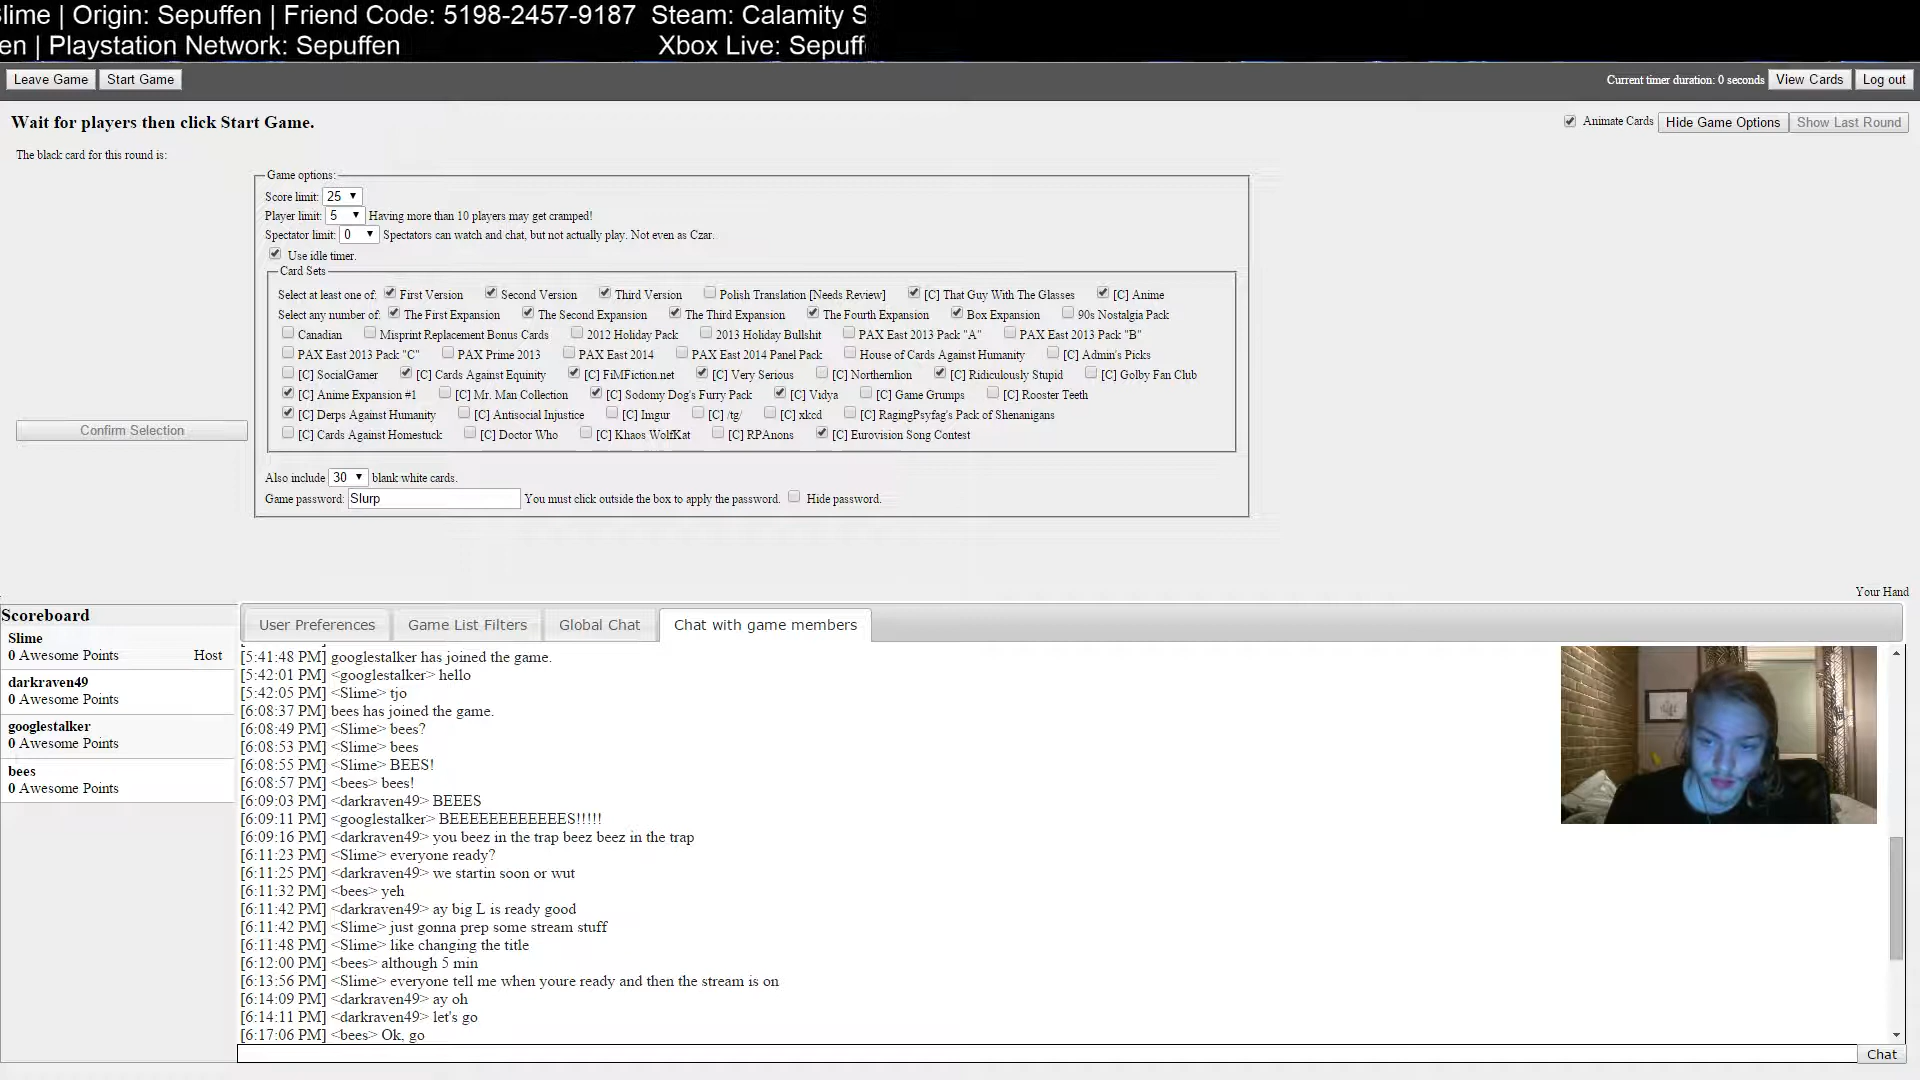 Slime | Origin: Sepuffen | Friend Code: 5198-2457-9187 Steam: Calamity S
en | Playstation Network: Sepuffen Xbox Live: Sepuff
Leave Game Start Game Current timer duration: 0 seconds View Cards Log out
Wait for players then click Start Game. Animate Cards Hide Game Options Show Last Round
The black card for this round is:
Game options:
Score limit: 25
Player limit: 5 Having more than 10 players may get cramped!
Spectator limit: 0 Spectators can watch and chat, but not actually play. Not even as Czar.
Use idle timer.
Card Sets
Select at least one of: First Version Second Version Third Version Polish Translation [Needs Review] [C] That Guy With The Glasses [C] Anime
Select any number of: The First Expansion The Second Expansion The Third Expansion The Fourth Expansion Box Expansion 90s Nostalgia Pack
Canadian Misprint Replacement Bonus Cards 2012 Holiday Pack 2013 Holiday Bullshit PAX East 2013 Pack "A" PAX East 2013 Pack "B"
PAX East 2013 Pack "C" PAX Prime 2013 PAX East 2014 PAX East 2014 Panel Pack House of Cards Against Humanity [C] Admin's Picks
[C] SocialGamer [C] Cards Against Equinity [C] FiMFiction.net [C] Very Serious [C] Northernlion [C] Ridiculously Stupid [C] Golby Fan Club
[C] Anime Expansion #1 [C] Mr. Man Collection [C] Sodomy Dog's Furry Pack [C] Vidya [C] Game Grumps [C] Rooster Teeth
[C] Derps Against Humanity [C] Antisocial Injustice [C] Imgur [C] /tg/ [C] xkcd [C] RagingPsyfag's Pack of Shenanigans
[C] Cards Against Homestuck [C] Doctor Who [C] Khaos WolfKat [C] RPAnons [C] Eurovision Song Contest
Confirm Selection
Also include 30 blank white cards.
Game password: Slurp You must click outside the box to apply the password. Hide password.
Your Hand
Scoreboard
Slime
0 Awesome Points Host
darkraven49
0 Awesome Points
googlestalker
0 Awesome Points
bees
0 Awesome Points
User Preferences Game List Filters Global Chat Chat with game members
[5:41:48 PM] googlestalker has joined the game.
[5:42:01 PM] <googlestalker> hello
[5:42:05 PM] <Slime> tjo
[6:08:37 PM] bees has joined the game.
[6:08:49 PM] <Slime> bees?
[6:08:53 PM] <Slime> bees
[6:08:55 PM] <Slime> BEES!
[6:08:57 PM] <bees> bees!
[6:09:03 PM] <darkraven49> BEEES
[6:09:11 PM] <googlestalker> BEEEEEEEEEEEEES!!!!!
[6:09:16 PM] <darkraven49> you beez in the trap beez beez in the trap
[6:11:23 PM] <Slime> everyone ready?
[6:11:25 PM] <darkraven49> we startin soon or wut
[6:11:32 PM] <bees> yeh
[6:11:42 PM] <darkraven49> ay big L is ready good
[6:11:42 PM] <Slime> just gonna prep some stream stuff
[6:11:48 PM] <Slime> like changing the title
[6:12:00 PM] <bees> although 5 min
[6:13:56 PM] <Slime> everyone tell me when youre ready and then the stream is on
[6:14:09 PM] <darkraven49> ay oh
[6:14:11 PM] <darkraven49> let's go
[6:17:06 PM] <bees> Ok, go
Chat